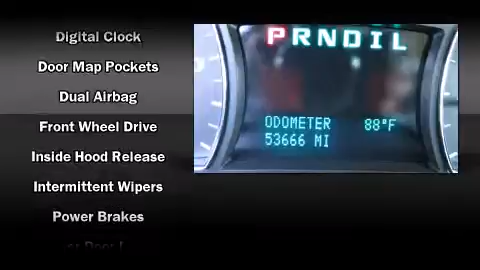 Digital Clock
Door Map Pockets
Dual Airbag
Front Wheel Drive
Inside Hood Release
Intermittent Wipers
Power Brakes
PRNDIL
ODOMETER 88°F
53666 MI